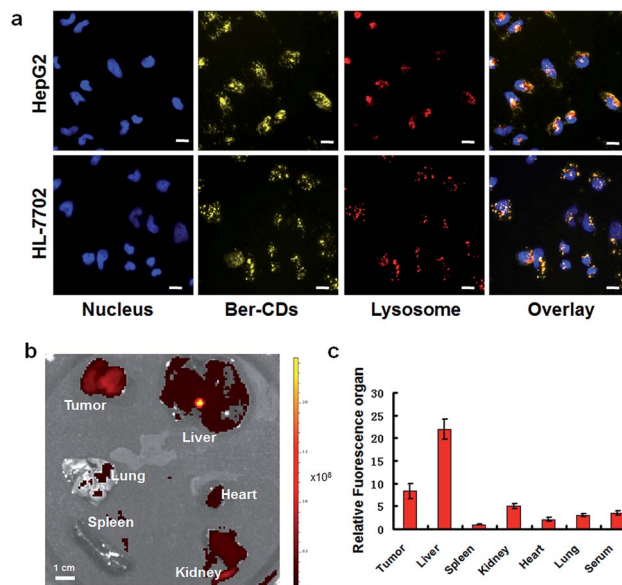 a
HepG2
HL-7702
Nucleus
Ber-CDs
Lysosome
Overlay
b
Tumor
Liver
Lung
Heart
Spleen
Kidney
1 cm
x10⁸
c
Relative Fluorescence organ
35
30
25
20
15
10
5
0
Tumor
Liver
Spleen
Kidney
Heart
Lung
Serum